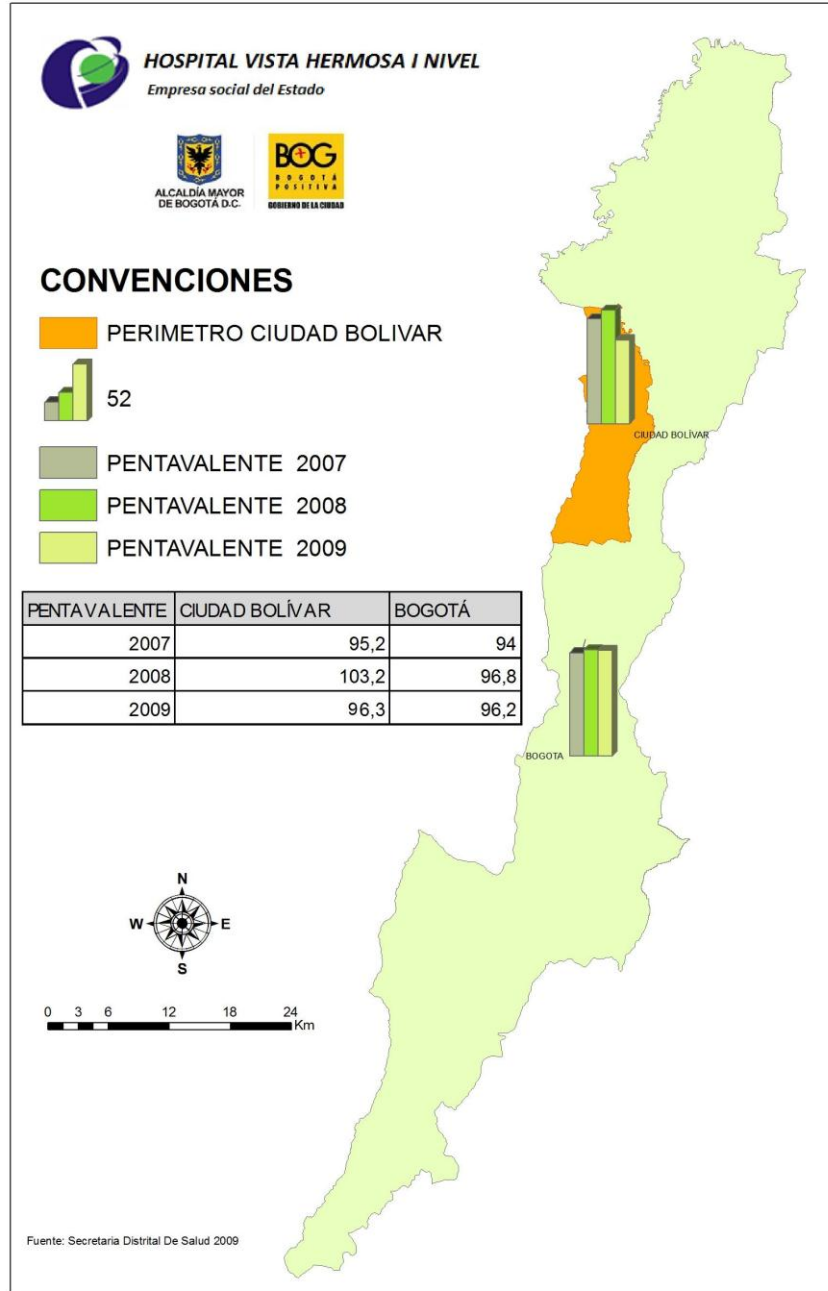 HOSPITAL VISTA HERMOSA I NIVEL
Empresa social del Estado
ALCALDÍA MAYOR
DE BOGOTÁ D.C.
BOG
BOGOTÁ
POSITIVA
GOBIERNO DE LA CIUDAD
CONVENCIONES
PERIMETRO CIUDAD BOLIVAR
52
PENTAVALENTE 2007
PENTAVALENTE 2008
PENTAVALENTE 2009
PENTAVALENTE CIUDAD BOLÍVAR BOGOTÁ
2007 95,2 94
2008 103,2 96,8
2009 96,3 96,2
CIUDAD BOLÍVAR
BOGOTA
N
W E
S
0 3 6 12 18 24
Km
Fuente: Secretaria Distrital De Salud 2009